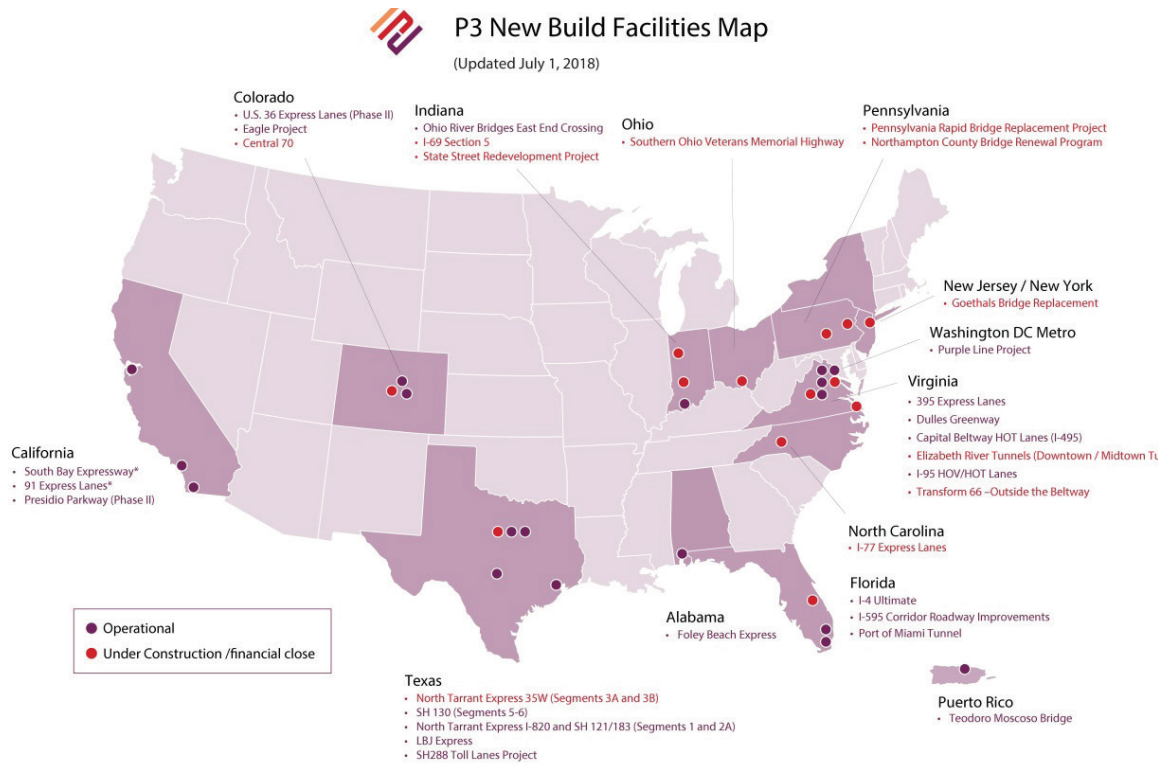 P3 New Build Facilities Map
(Updated July 1, 2018)
Colorado
• U.S. 36 Express Lanes (Phase II)
• Eagle Project
• Central 70
Indiana
• Ohio River Bridges East End Crossing
• I-69 Section 5
• State Street Redevelopment Project
Ohio
• Southern Ohio Veterans Memorial Highway
Pennsylvania
• Pennsylvania Rapid Bridge Replacement Project
• Northampton County Bridge Renewal Program
New Jersey / New York
• Goethals Bridge Replacement
Washington DC Metro
• Purple Line Project
Virginia
• 395 Express Lanes
• Dulles Greenway
• Capital Beltway HOT Lanes (I-495)
• Elizabeth River Tunnels (Downtown / Midtown Tu
• I-95 HOV/HOT Lanes
• Transform 66 –Outside the Beltway
California
• South Bay Expressway*
• 91 Express Lanes*
• Presidio Parkway (Phase II)
North Carolina
• I-77 Express Lanes
Florida
• I-4 Ultimate
• I-595 Corridor Roadway Improvements
• Port of Miami Tunnel
Alabama
• Foley Beach Express
Operational
Under Construction /financial close
Texas
• North Tarrant Express 35W (Segments 3A and 3B)
• SH 130 (Segments 5-6)
• North Tarrant Express I-820 and SH 121/183 (Segments 1 and 2A)
• LBJ Express
• SH288 Toll Lanes Project
Puerto Rico
• Teodoro Moscoso Bridge